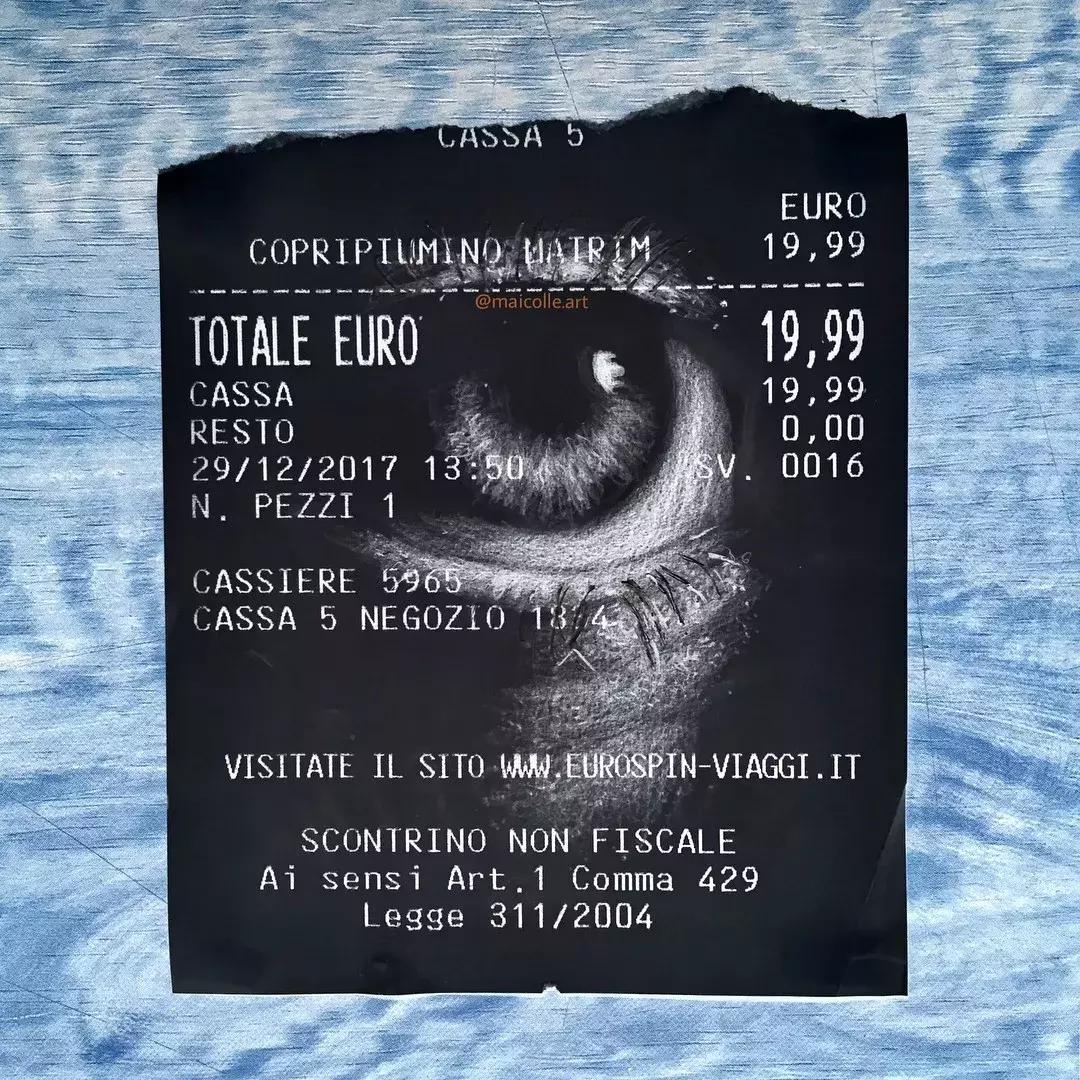 CASSA 5
EURO
COPRIPIUMINO MATRIM 19,99
@maicolle.art
TOTALE EURO 19,99
CASSA 19,99
RESTO 0,00
29/12/2017 13:50 SV. 0016
N. PEZZI 1
CASSIERE 5965
CASSA 5 NEGOZIO
VISITATE IL SITO WWW.EUROSPIN-VIAGGI.IT
SCONTRINO NON FISCALE
Ai sensi Art.1 Comma 429
Legge 311/2004